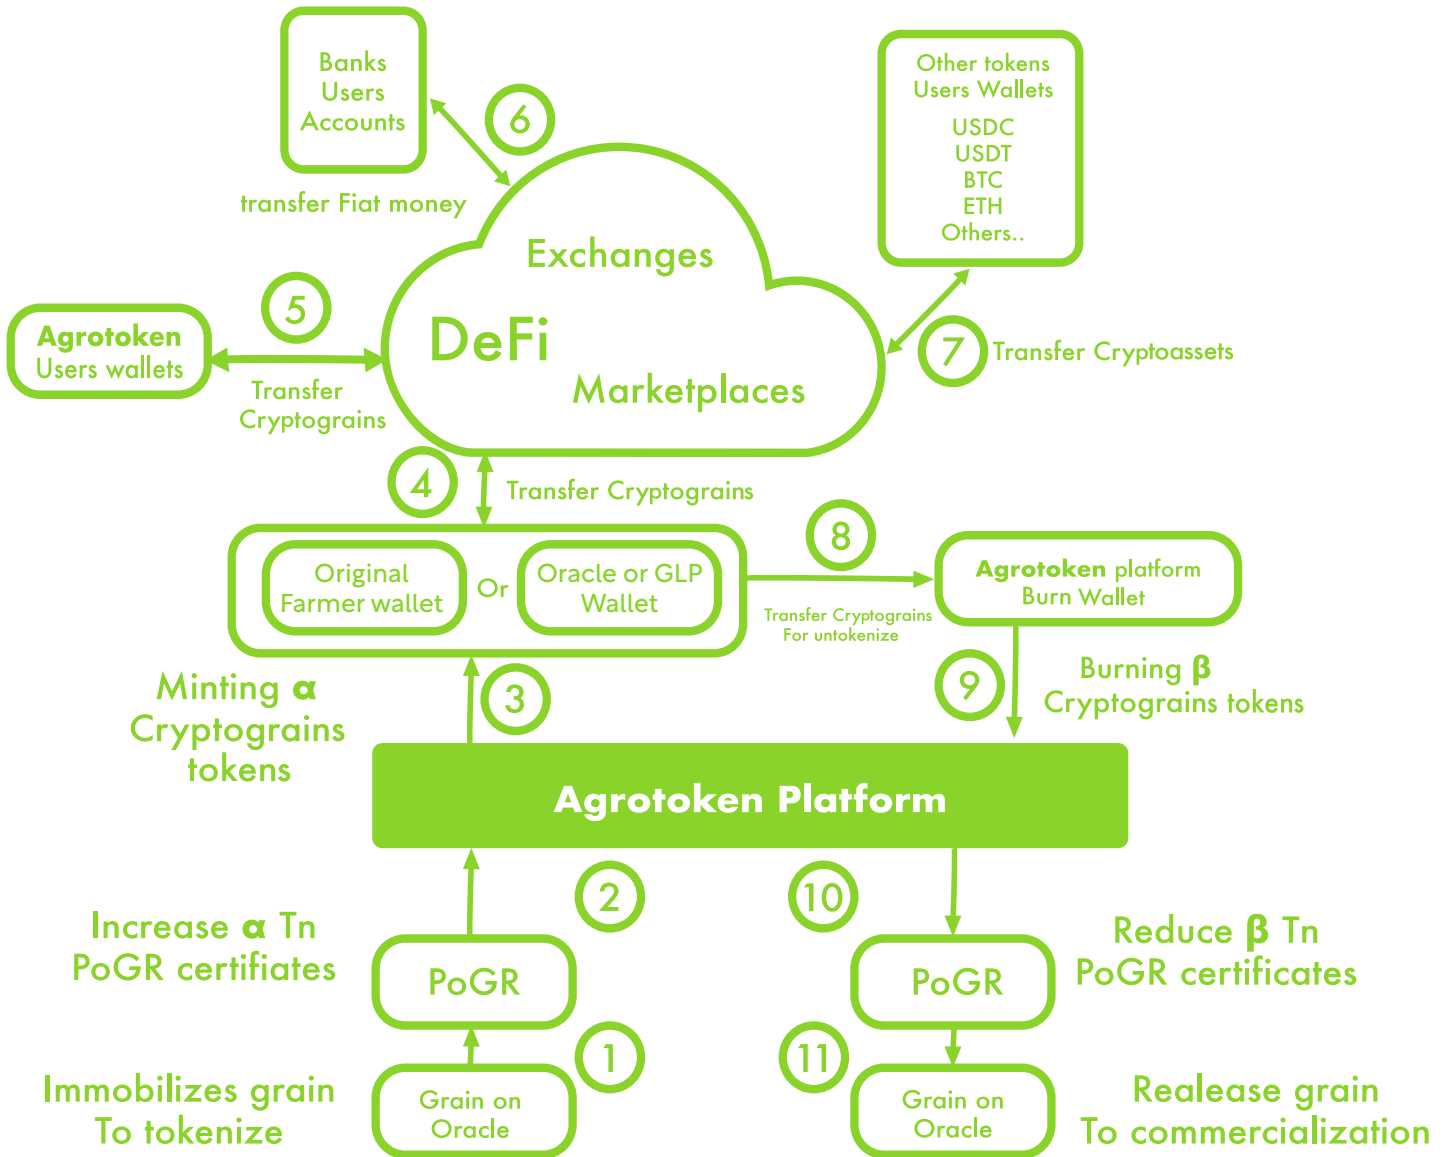 Banks
Users
Accounts
6
transfer Fiat money
Other tokens
Users Wallets
USDC
USDT
BTC
ETH
Others..
Exchanges
DeFi
Marketplaces
5
Agrotoken
Users wallets
Transfer
Cryptograins
7
Transfer Cryptoassets
4
Transfer Cryptograins
Original
Farmer wallet
Or
Oracle or GLP
Wallet
8
Transfer Cryptograins
For untokenize
Agrotoken platform
Burn Wallet
Minting α
Cryptograins
tokens
3
9
Burning β
Cryptograins tokens
Agrotoken Platform
2
10
Increase α Tn
PoGR certifiates
PoGR
PoGR
Reduce β Tn
PoGR certificates
1
11
Immobilizes grain
To tokenize
Grain on
Oracle
Grain on
Oracle
Realease grain
To commercialization